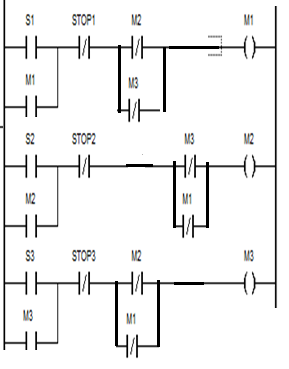 S1 STOP1 M2 M1
M1 M3
S2 STOP2 M3 M2
M2 M1
S3 STOP3 M2 M3
M3 M1